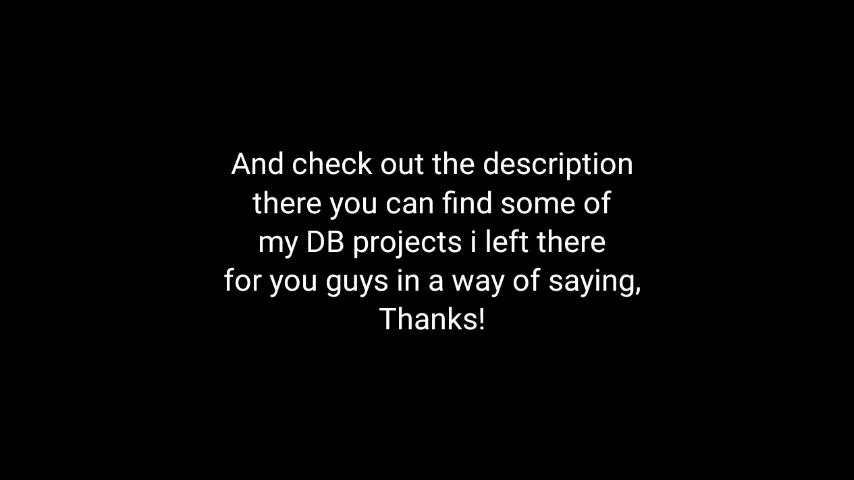 And check out the description
there you can find some of
my DB projects i left there
for you guys in a way of saying,
Thanks!